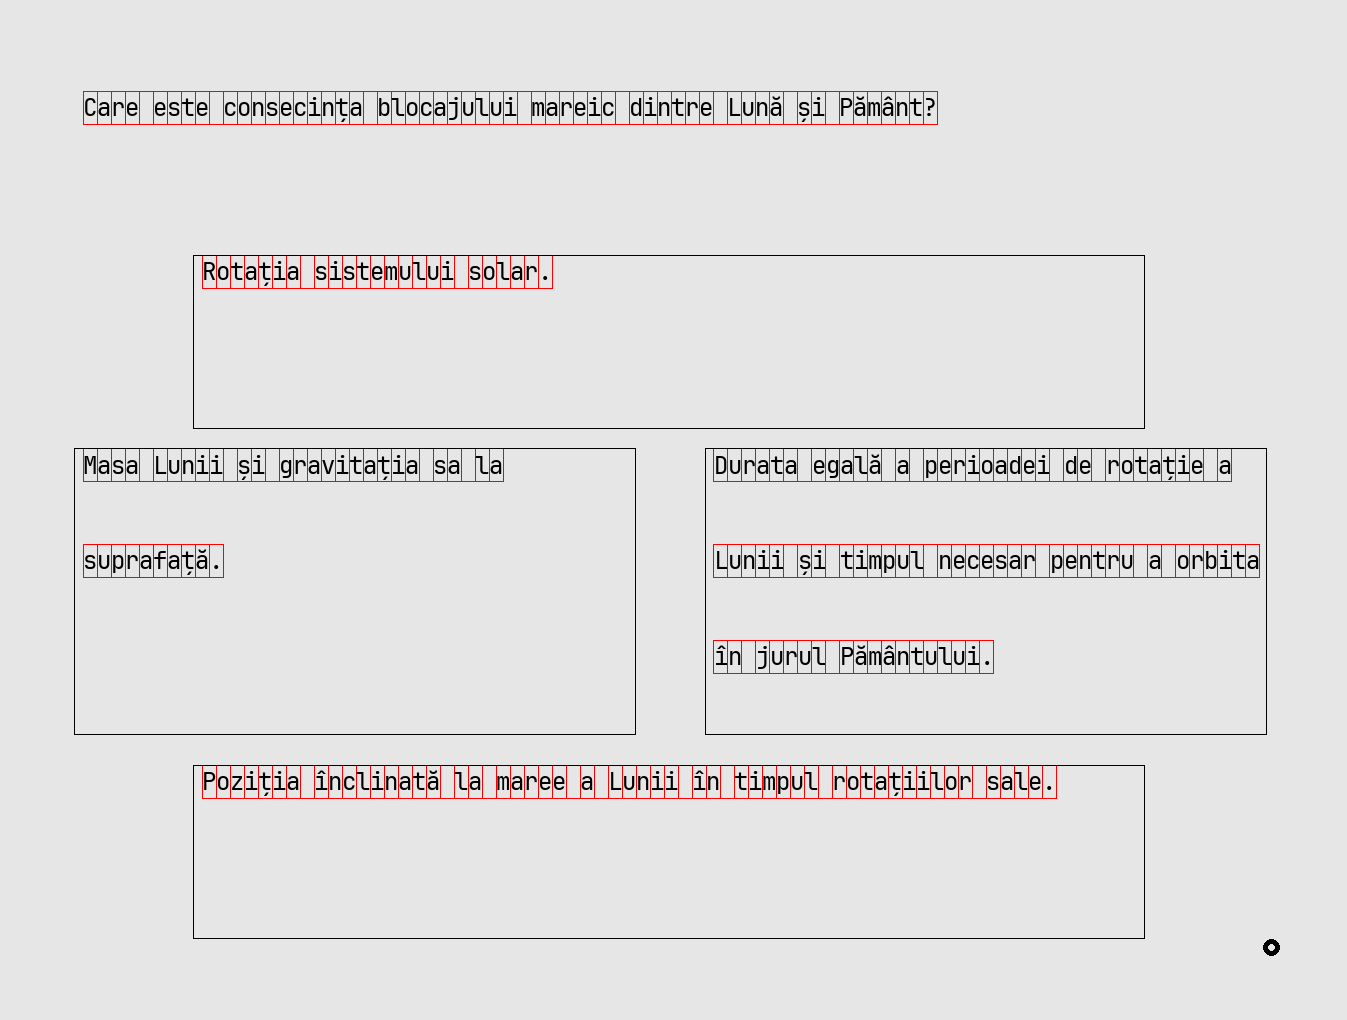 Care este consecința blocajului mareic dintre Lună și Pământ?
Rotația sistemului solar.
Masa Lunii și gravitația sa la
suprafață.
Durata egală a perioadei de rotație a
Lunii și timpul necesar pentru a orbita
în jurul Pământului.
Poziția înclinată la maree a Lunii în timpul rotațiilor sale.